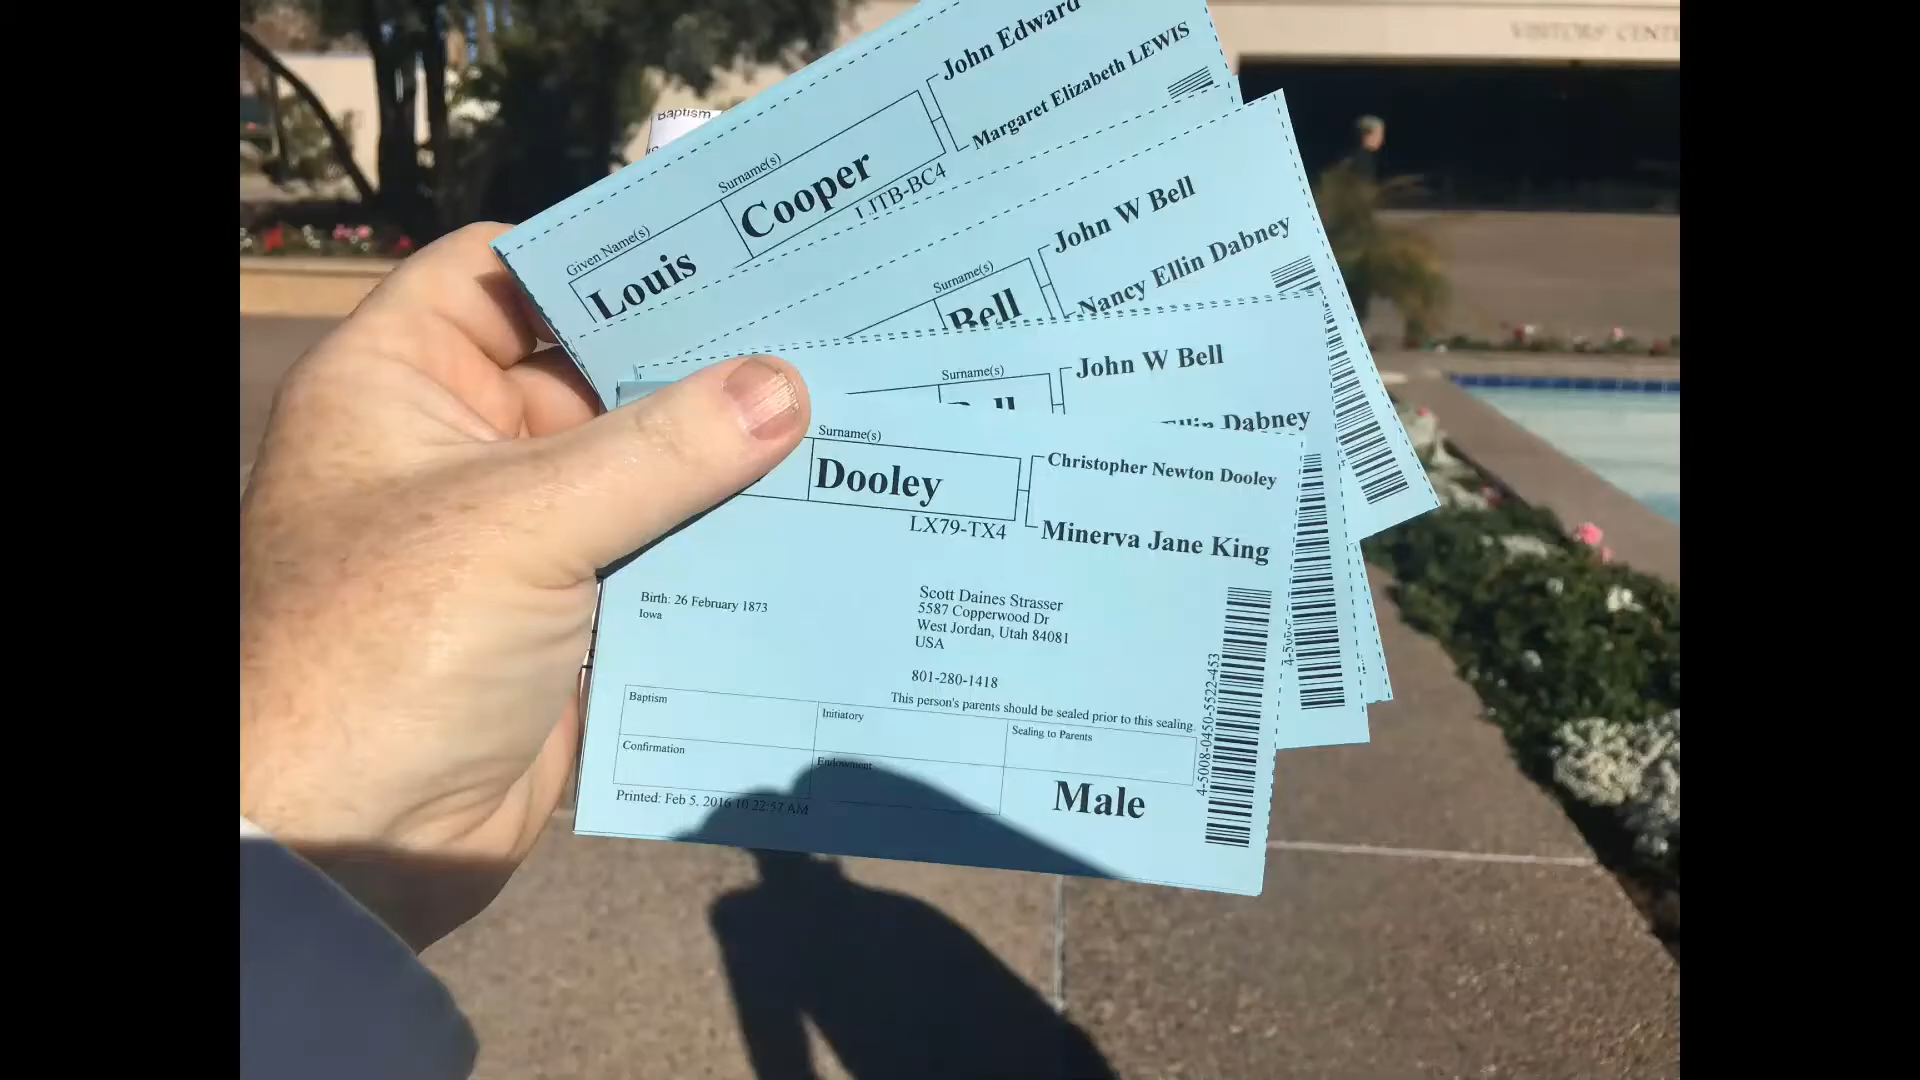 VISITORS' CENTE
Baptism
John Edward
Margaret Elizabeth LEWIS
Surname(s)
Cooper
Given Name(s)
Louis
LJTB-BC4
John W Bell
Nancy Ellin Dabney
Surname(s)
Bell
John W Bell
Surname(s)
Dabney
Surname(s)
Dooley
Christopher Newton Dooley
LX79-TX4
Minerva Jane King
Birth: 26 February 1873
Iowa
Scott Daines Strasser
5587 Copperwood Dr
West Jordan, Utah 84081
USA
801-280-1418
This person's parents should be sealed prior to this sealing.
Baptism
Initiatory
Sealing to Parents
Confirmation
Endowment
Male
Printed: Feb 5, 2016 10:22:57 AM
4-5008-0450-5522-453